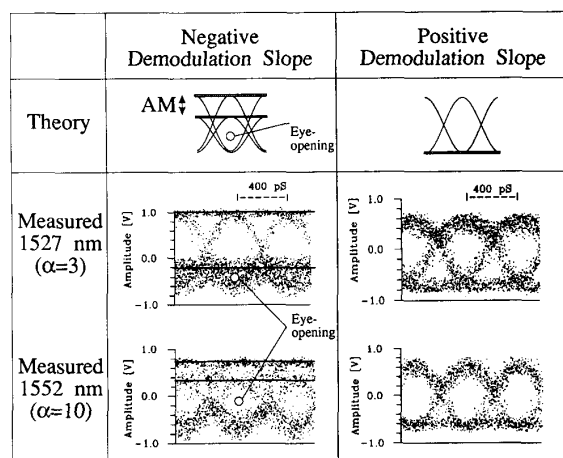 Negative
Demodulation Slope
Positive
Demodulation Slope
Theory
AM
Eye-
opening
Measured
1527 nm
(α=3)
400 pS
Amplitude [V]
1.0
0.0
-1.0
400 pS
Amplitude [V]
1.0
0.0
-1.0
Eye-
opening
Measured
1552 nm
(α=10)
Amplitude [V]
1.0
0.0
-1.0
Amplitude [V]
1.0
0.0
-1.0